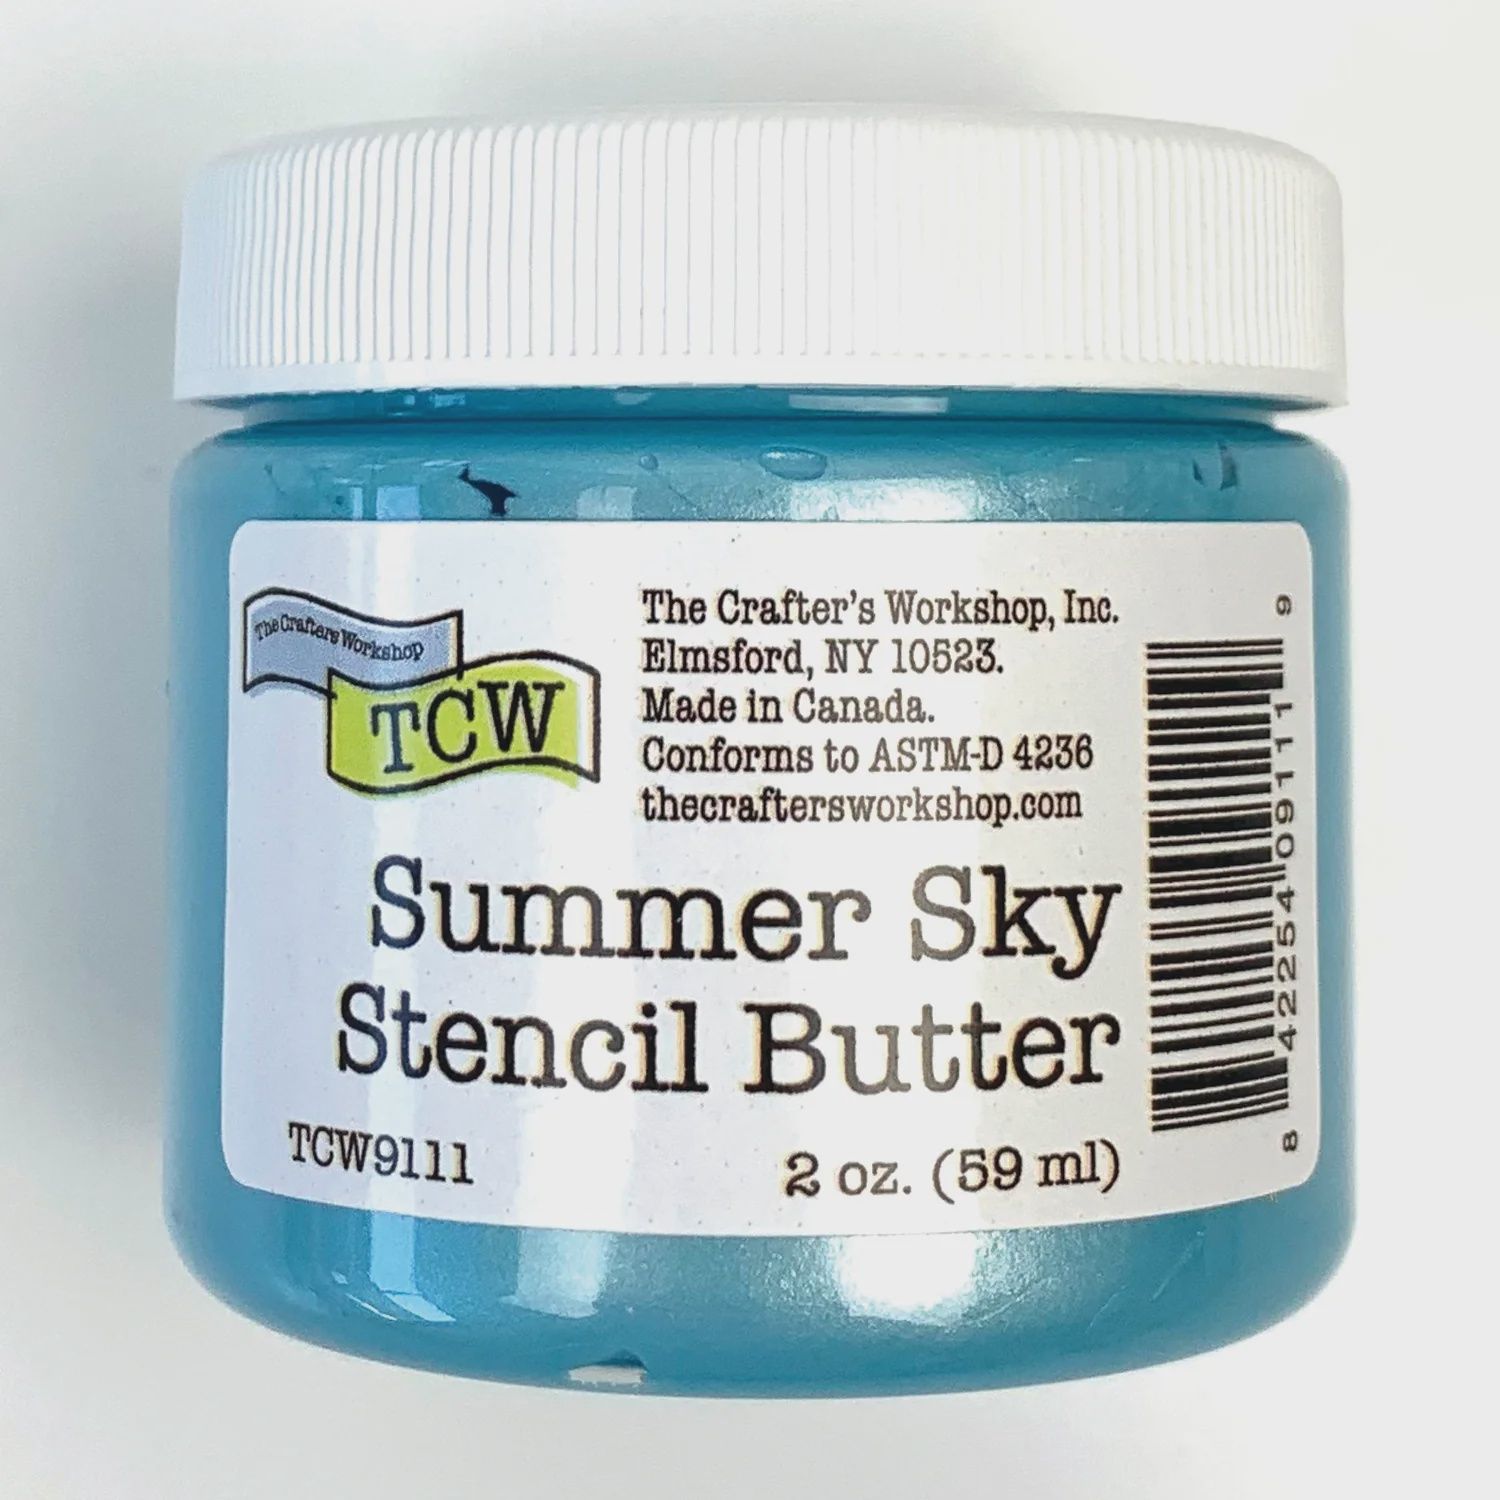 The Crafters Workshop
TCW
The Crafter's Workshop, Inc.
Elmsford, NY 10523.
Made in Canada.
Conforms to ASTM-D 4236
thecraftersworkshop.com
Summer Sky
Stencil Butter
TCW9111
2 oz. (59 ml)
8 42254 09111 9